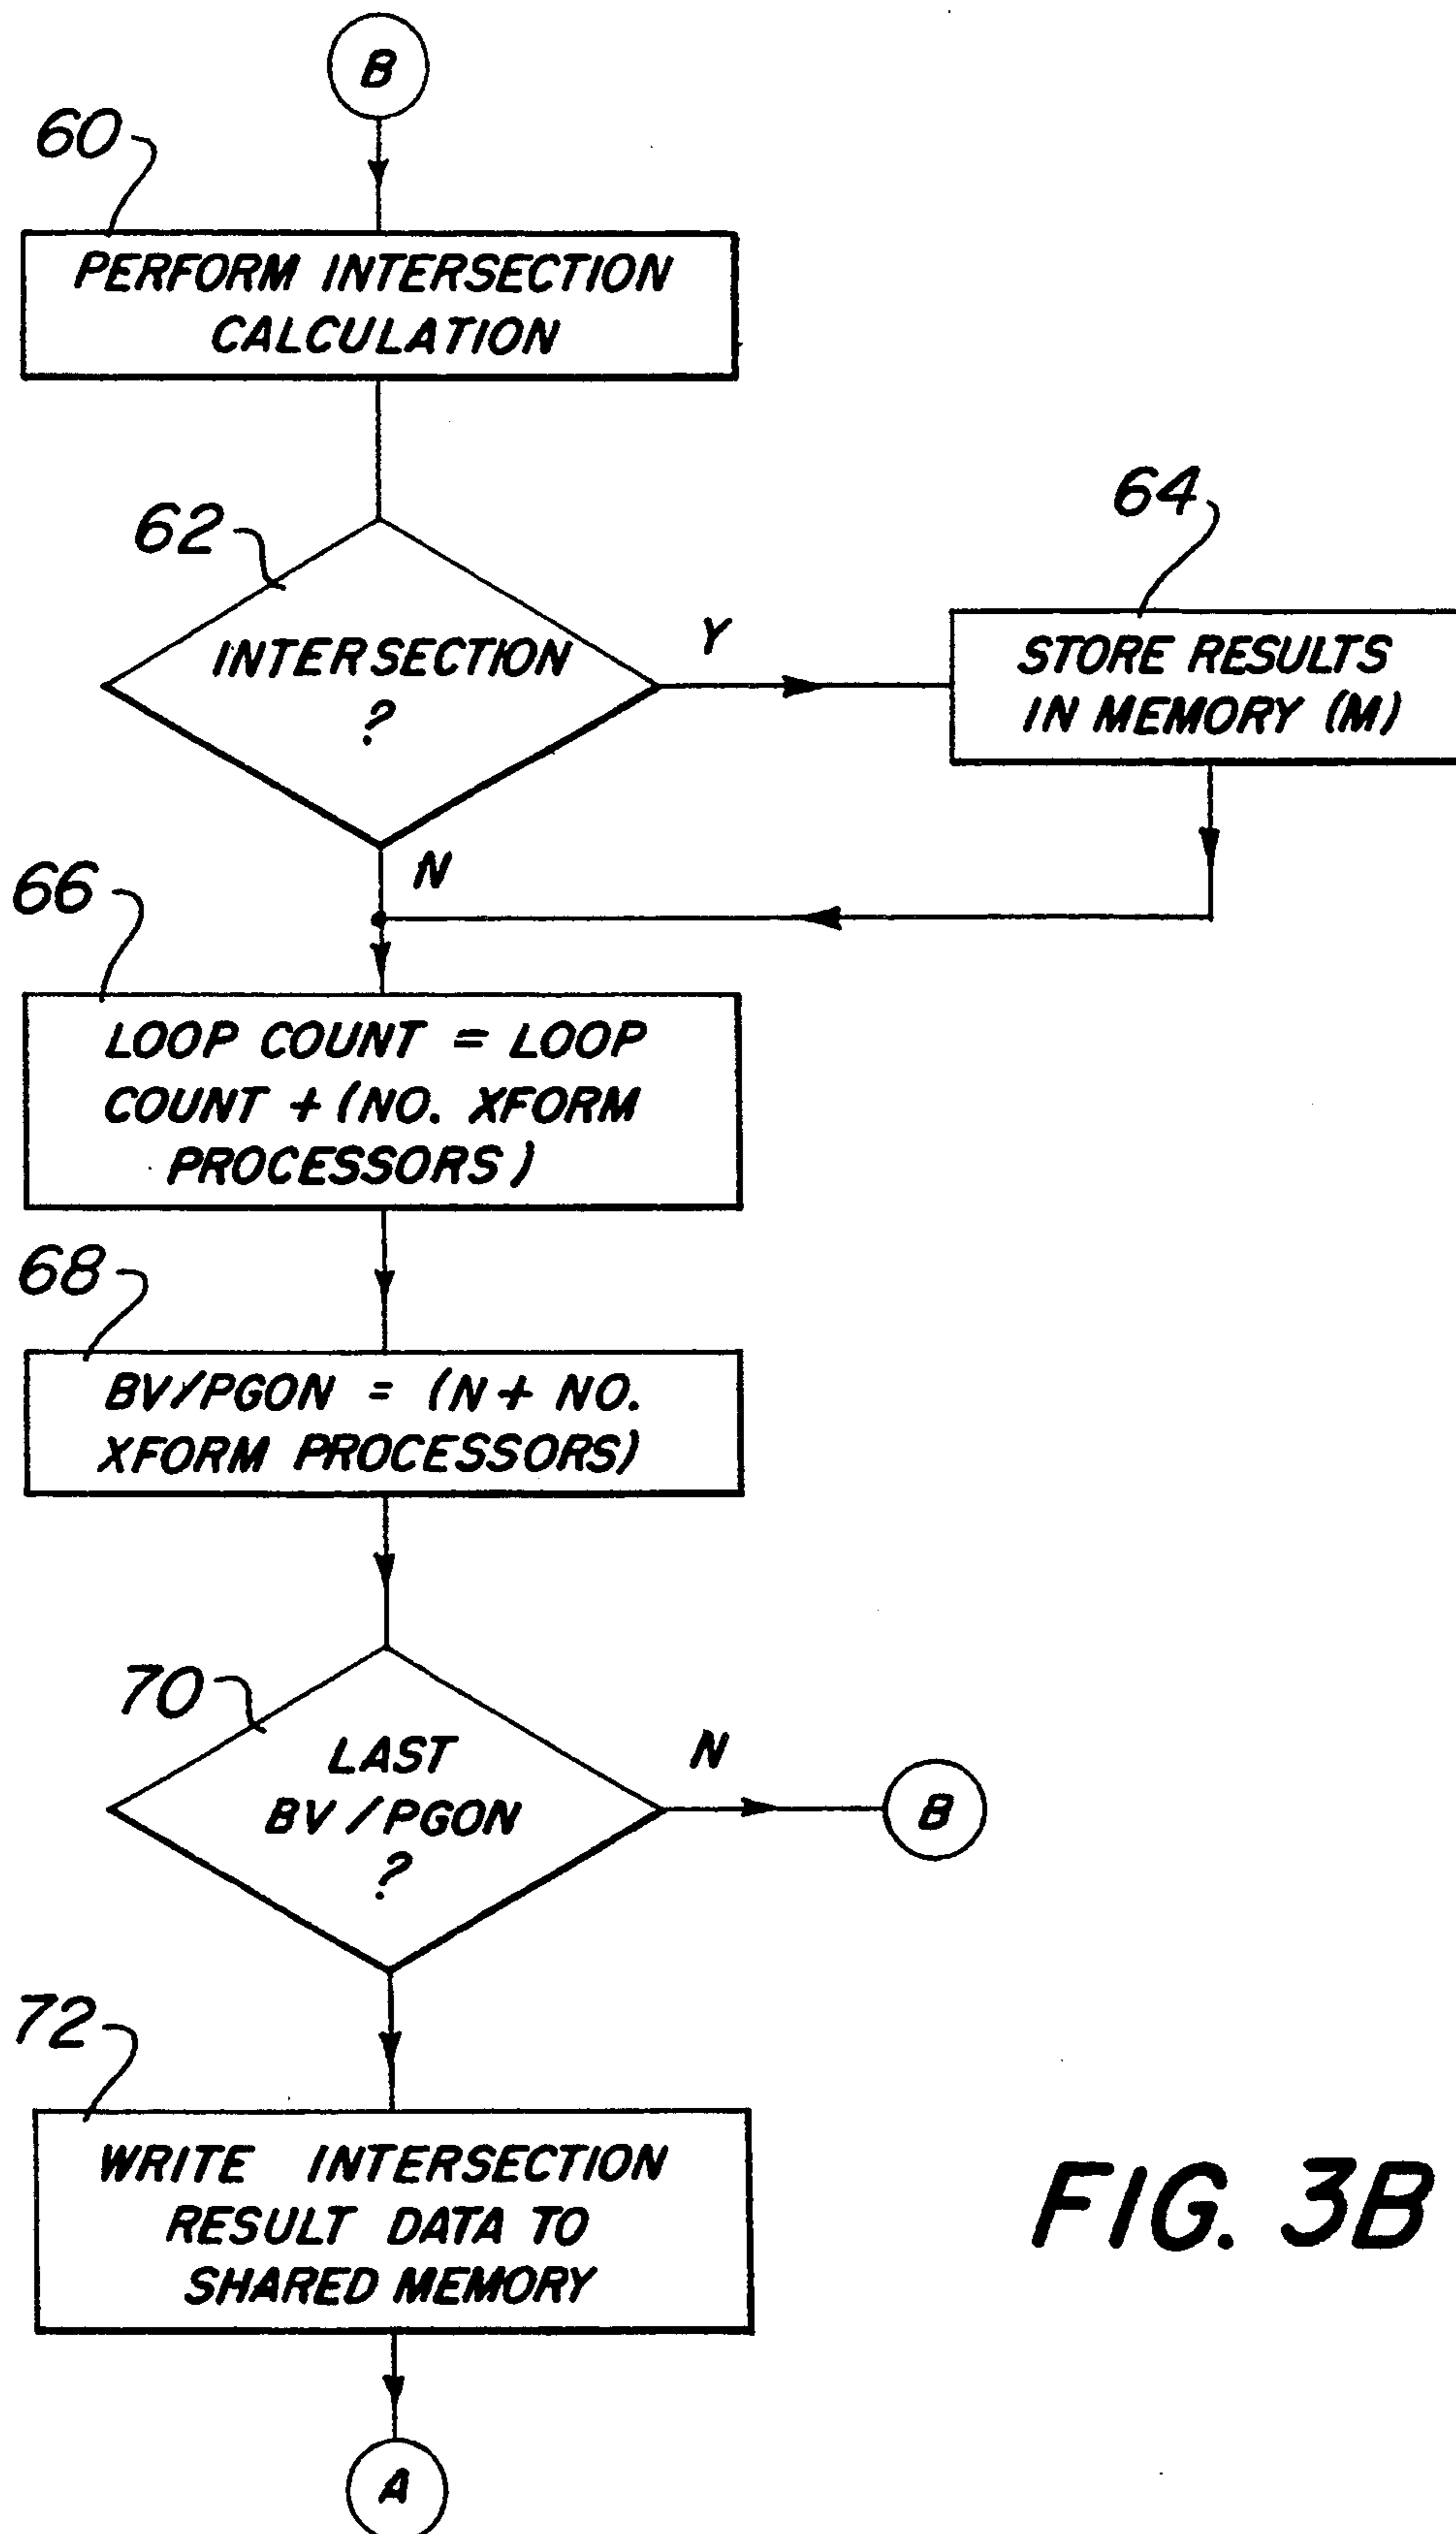 B
60
PERFORM INTERSECTION
CALCULATION
62
INTERSECTION
?
Y
64
STORE RESULTS
IN MEMORY (M)
N
66
LOOP COUNT = LOOP
COUNT + (NO. XFORM
PROCESSORS)
68
BV/PGON = (N + NO.
XFORM PROCESSORS)
70
LAST
BV/PGON
?
N
B
72
WRITE INTERSECTION
RESULT DATA TO
SHARED MEMORY
A
FIG. 3B